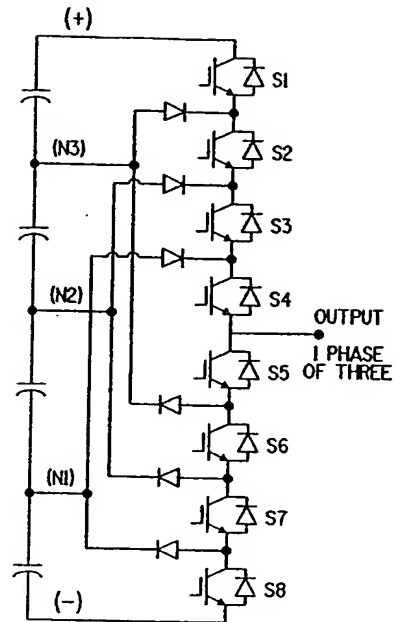 (+)
S1
S2
(N3)
S3
S4
(N2)
OUTPUT
1 PHASE
OF THREE
S5
S6
(N1)
S7
S8
(-)